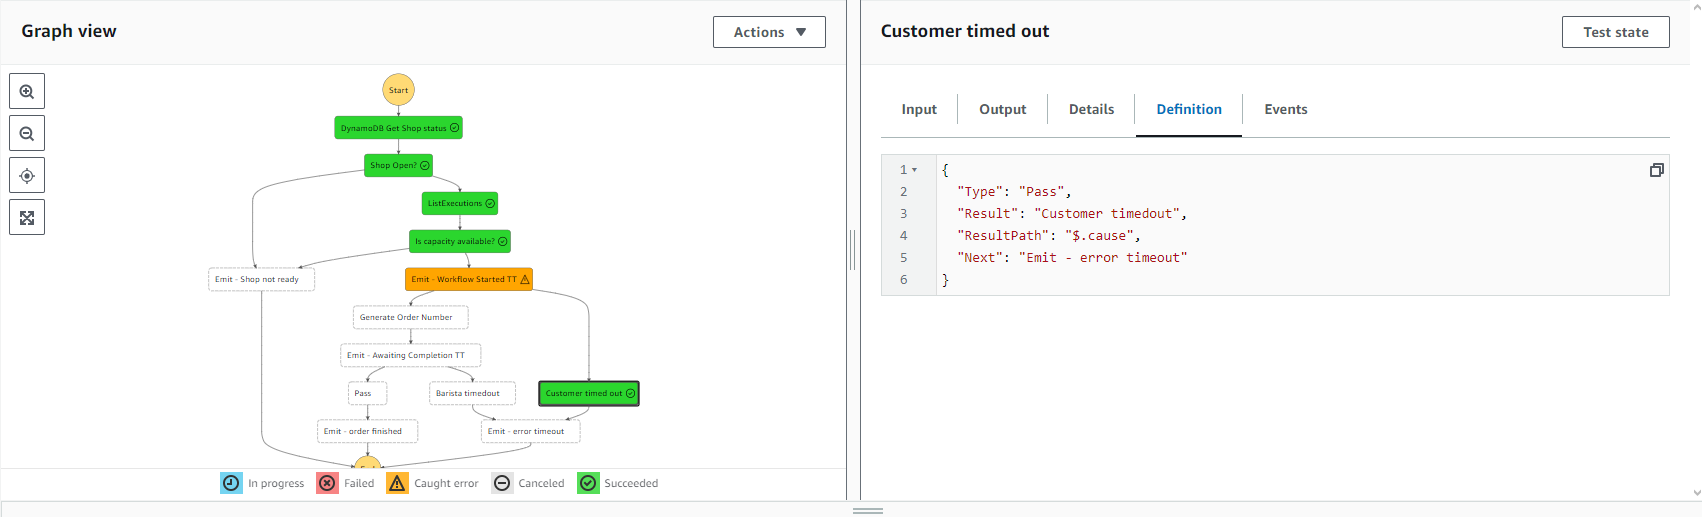 Graph view
Actions
Start
DynamoDB Get Shop status
Shop Open?
ListExecutions
Is capacity available?
Emit - Shop not ready
Emit - Workflow Started TT
Generate Order Number
Emit - Awaiting Completion TT
Pass
Barista timedout
Customer timed out
Emit - order finished
Emit - error timeout
In progress
Failed
Caught error
Canceled
Succeeded
Customer timed out
Test state
Input
Output
Details
Definition
Events
1 {
2 "Type": "Pass",
3 "Result": "Customer timedout",
4 "ResultPath": "$.cause",
5 "Next": "Emit - error timeout"
6 }